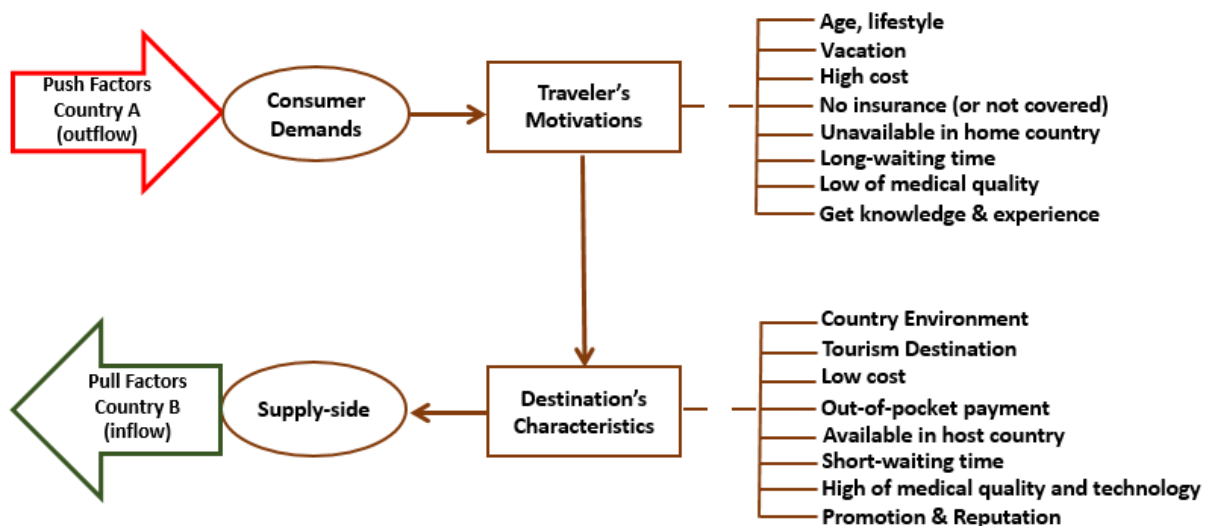 Push Factors
Country A
(outflow)
Consumer
Demands
Traveler's
Motivations
Age, lifestyle
Vacation
High cost
No insurance (or not covered)
Unavailable in home country
Long-waiting time
Low of medical quality
Get knowledge & experience
Pull Factors
Country B
(inflow)
Supply-side
Destination's
Characteristics
Country Environment
Tourism Destination
Low cost
Out-of-pocket payment
Available in host country
Short-waiting time
High of medical quality and technology
Promotion & Reputation